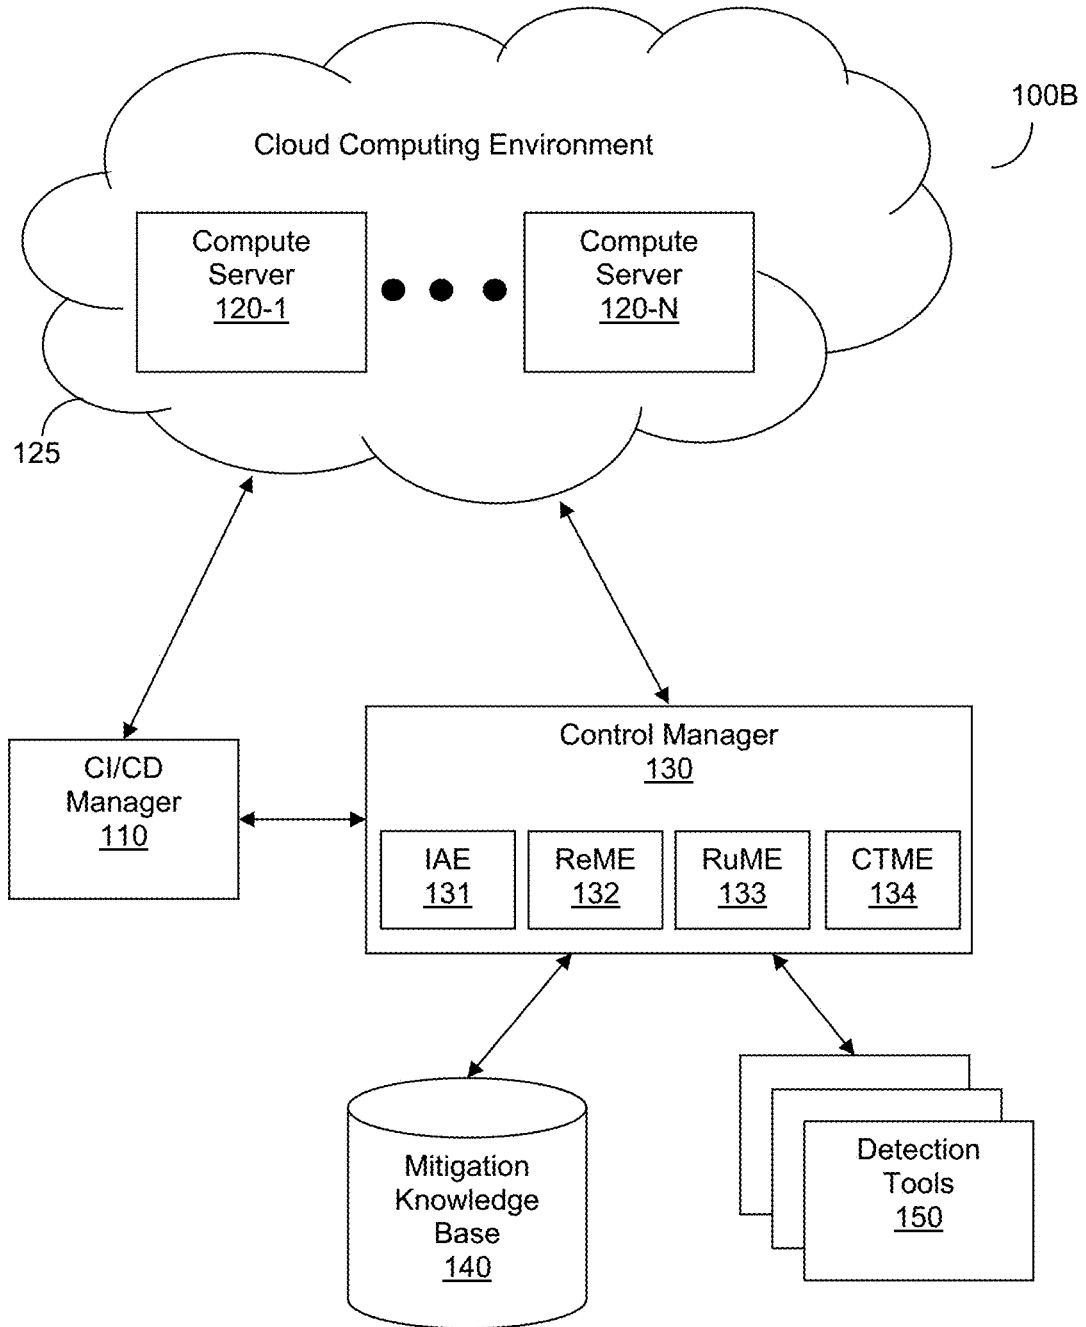 100B
Cloud Computing Environment
Compute
Server
120-1
Compute
Server
120-N
125
CI/CD
Manager
110
Control Manager
130
IAE
131
ReME
132
RuME
133
CTME
134
Mitigation
Knowledge
Base
140
Detection
Tools
150